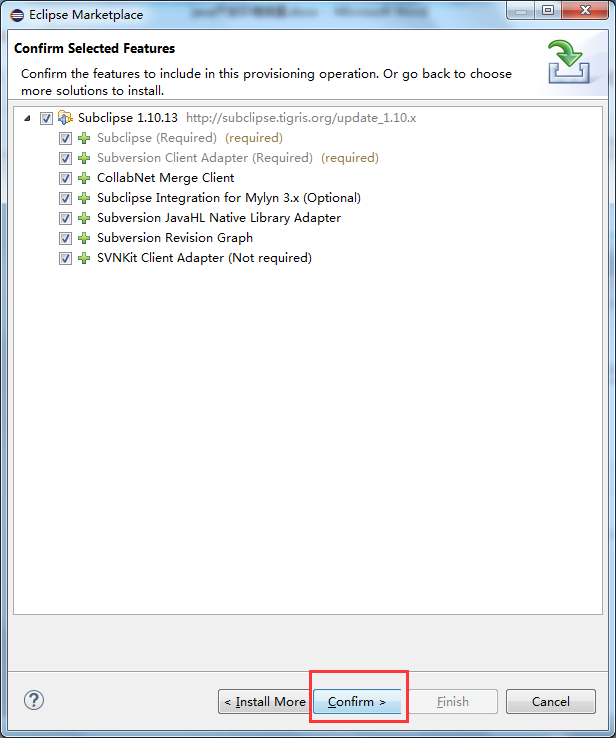 Eclipse Marketplace
Confirm Selected Features
Confirm the features to include in this provisioning operation. Or go back to choose
more solutions to install.
Subclipse 1.10.13 http://subclipse.tigris.org/update_1.10.x
Subclipse (Required) (required)
Subversion Client Adapter (Required) (required)
CollabNet Merge Client
Subclipse Integration for Mylyn 3.x (Optional)
Subversion JavaHL Native Library Adapter
Subversion Revision Graph
SVNKit Client Adapter (Not required)
?
< Install More Confirm > Finish Cancel